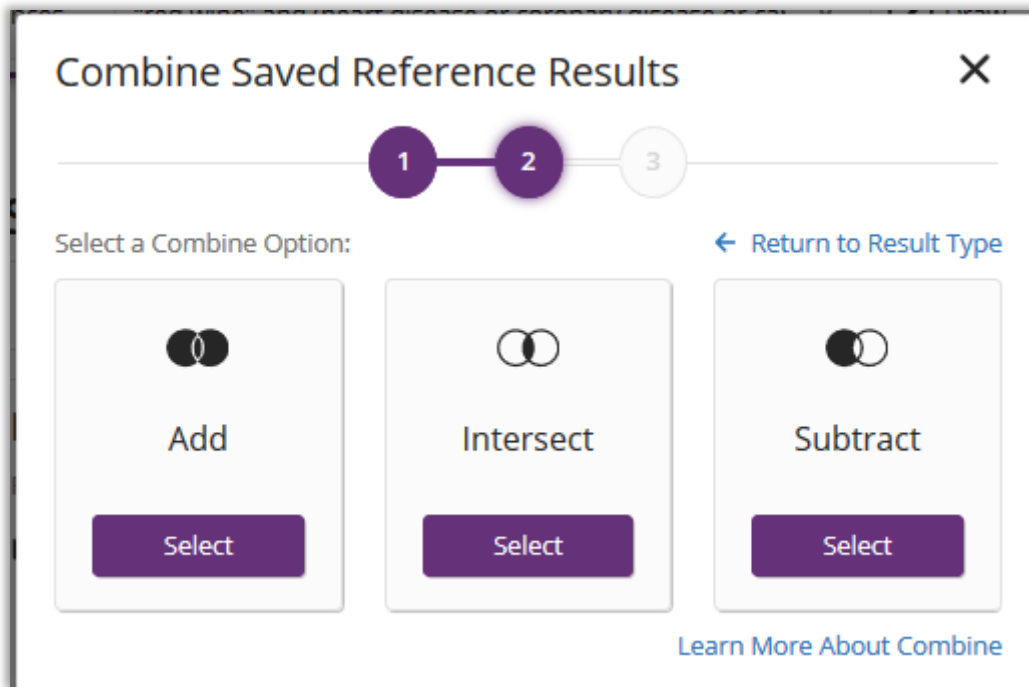 Combine Saved Reference Results
1 2 3
Select a Combine Option:
← Return to Result Type
Add Intersect Subtract
Select Select Select
Learn More About Combine